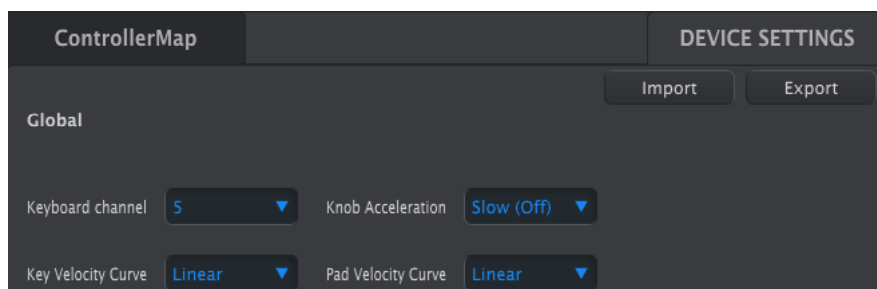 ControllerMap DEVICE SETTINGS
Import Export
Global
Keyboard channel 5 Knob Acceleration Slow (Off)
Key Velocity Curve Linear Pad Velocity Curve Linear